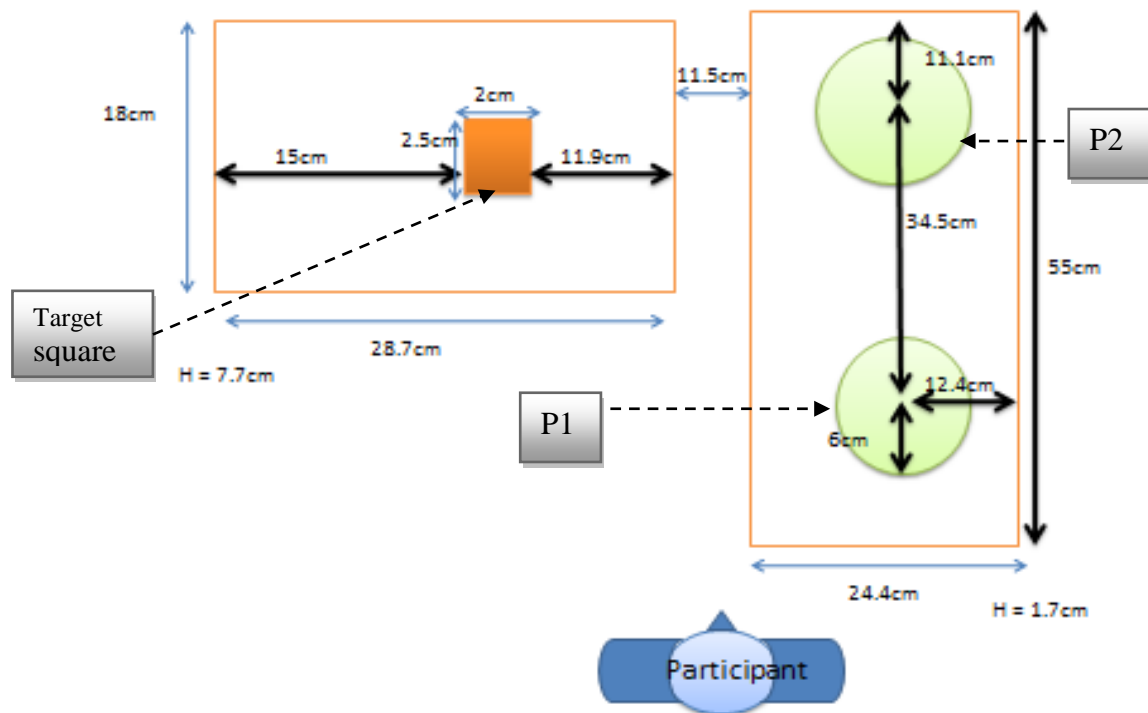 11.1cm
11.5cm
2cm
18cm
2.5cm
P2
15cm
11.9cm
34.5cm
55cm
Target
square
28.7cm
H = 7.7cm
12.4cm
P1
6cm
24.4cm
H = 1.7cm
Participant